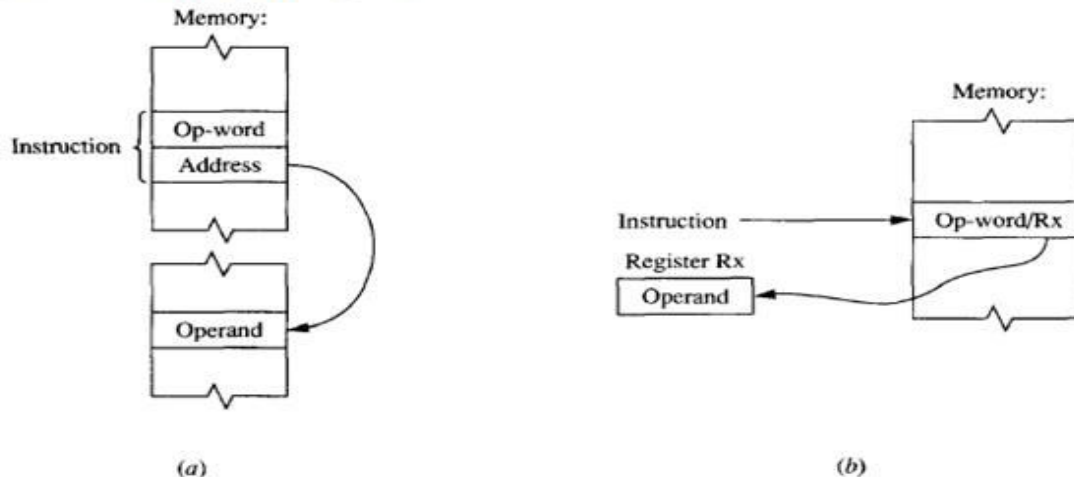 Memory:
Op-word
Instruction
Address
Operand
(a)
Memory:
Instruction
Op-word/Rx
Register Rx
Operand
(b)